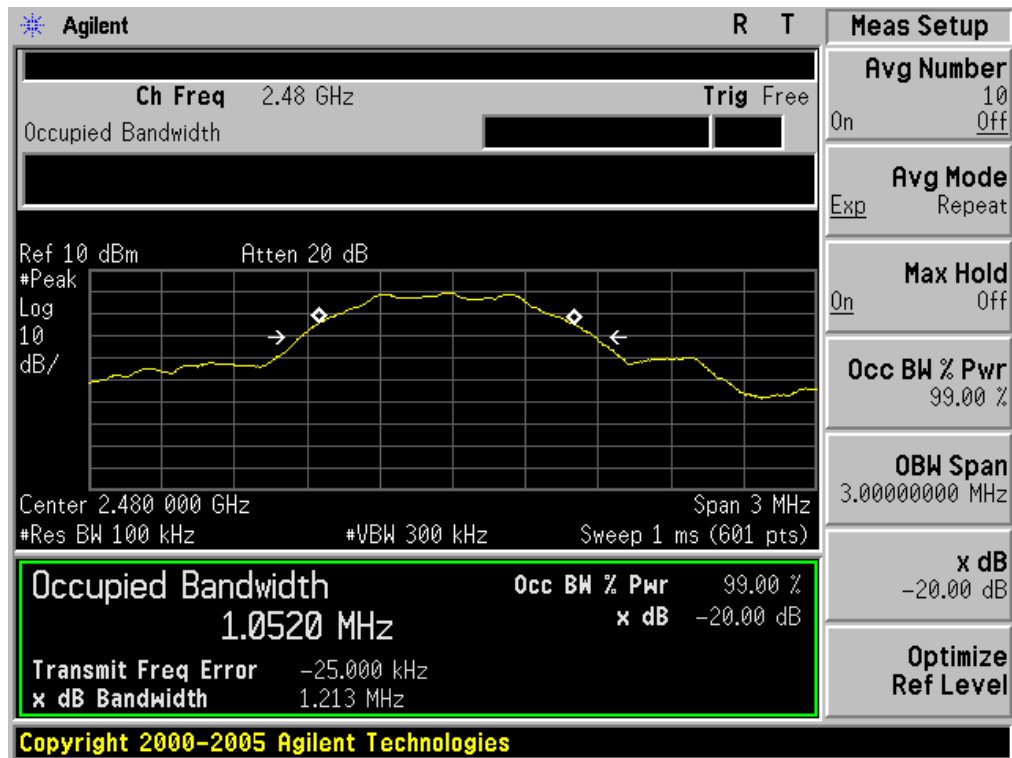 Agilent R T
Ch Freq 2.48 GHz Trig Free
Occupied Bandwidth
Ref 10 dBm Atten 20 dB
#Peak
Log
10
dB/
Center 2.480 000 GHz Span 3 MHz
#Res BW 100 kHz #VBW 300 kHz Sweep 1 ms (601 pts)
Occupied Bandwidth
1.0520 MHz
Occ BW % Pwr 99.00 %
x dB -20.00 dB
Transmit Freq Error -25.000 kHz
x dB Bandwidth 1.213 MHz
Copyright 2000-2005 Agilent Technologies
Meas Setup
Avg Number
10
On Off
Avg Mode
Exp Repeat
Max Hold
On Off
Occ BW % Pwr
99.00 %
OBW Span
3.00000000 MHz
x dB
-20.00 dB
Optimize
Ref Level